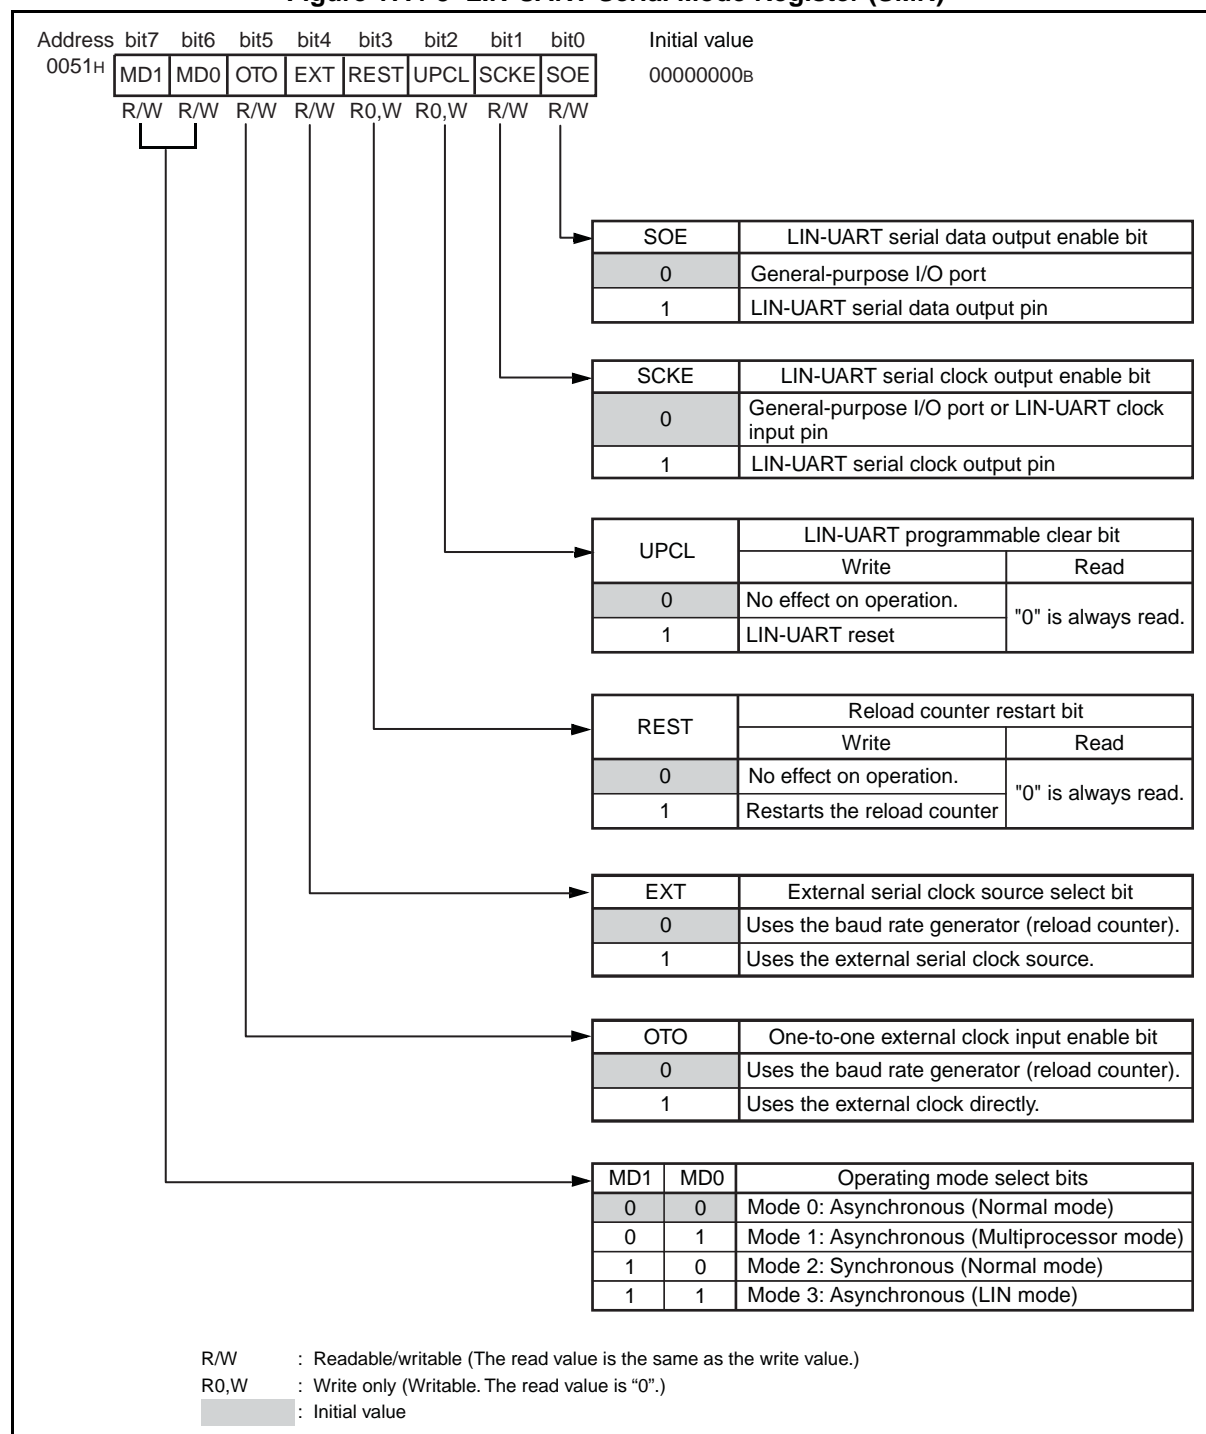 Address bit7 bit6 bit5 bit4 bit3 bit2 bit1 bit0 Initial value
0051H MD1 MD0 OTO EXT REST UPCL SCKE SOE 00000000B
R/W R/W R/W R/W R0,W R0,W R/W R/W
SOE LIN-UART serial data output enable bit
0 General-purpose I/O port
1 LIN-UART serial data output pin
SCKE LIN-UART serial clock output enable bit
0 General-purpose I/O port or LIN-UART clock
input pin
1 LIN-UART serial clock output pin
UPCL LIN-UART programmable clear bit
Write Read
0 No effect on operation. "0" is always read.
1 LIN-UART reset
REST Reload counter restart bit
Write Read
0 No effect on operation. "0" is always read.
1 Restarts the reload counter
EXT External serial clock source select bit
0 Uses the baud rate generator (reload counter).
1 Uses the external serial clock source.
OTO One-to-one external clock input enable bit
0 Uses the baud rate generator (reload counter).
1 Uses the external clock directly.
MD1 MD0 Operating mode select bits
0 0 Mode 0: Asynchronous (Normal mode)
0 1 Mode 1: Asynchronous (Multiprocessor mode)
1 0 Mode 2: Synchronous (Normal mode)
1 1 Mode 3: Asynchronous (LIN mode)
R/W : Readable/writable (The read value is the same as the write value.)
R0,W : Write only (Writable. The read value is “0”.)
: Initial value